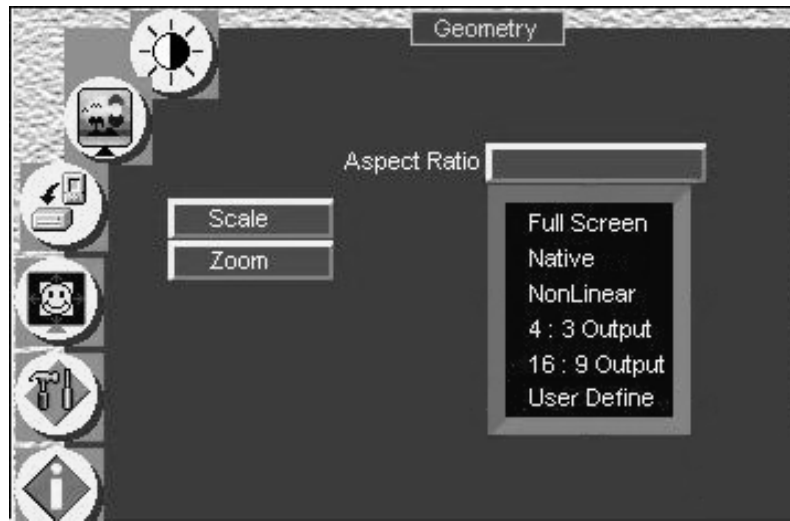 Geometry
Aspect Ratio
Scale
Zoom
Full Screen
Native
NonLinear
4 : 3 Output
16 : 9 Output
User Define